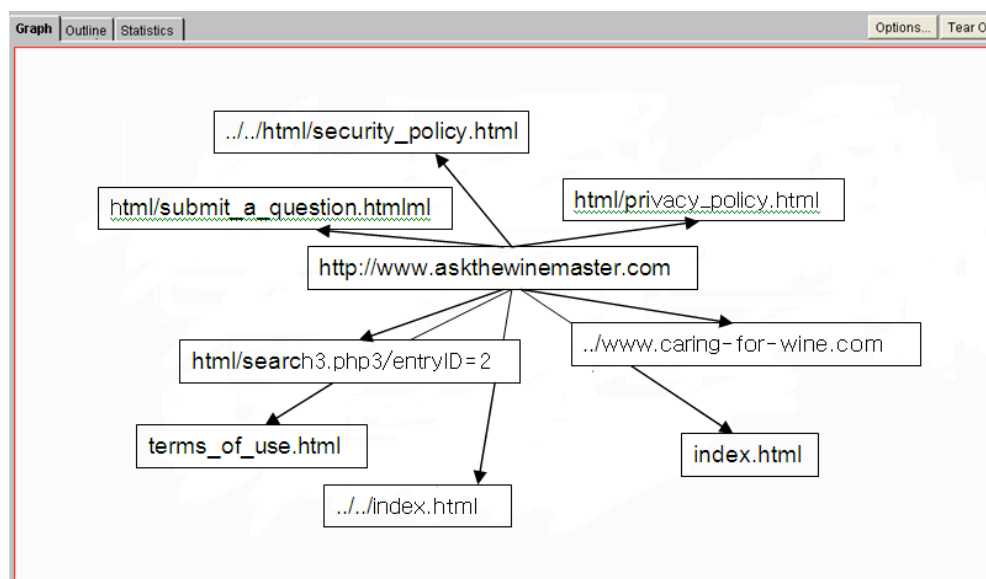 Graph Outline Statistics Options... Tear O
../../html/security_policy.html
html/submit_a_question.htmlml
html/privacy_policy.html
http://www.askthewinemaster.com
../www.caring-for-wine.com
html/search3.php3/entryID=2
terms_of_use.html
index.html
../../index.html